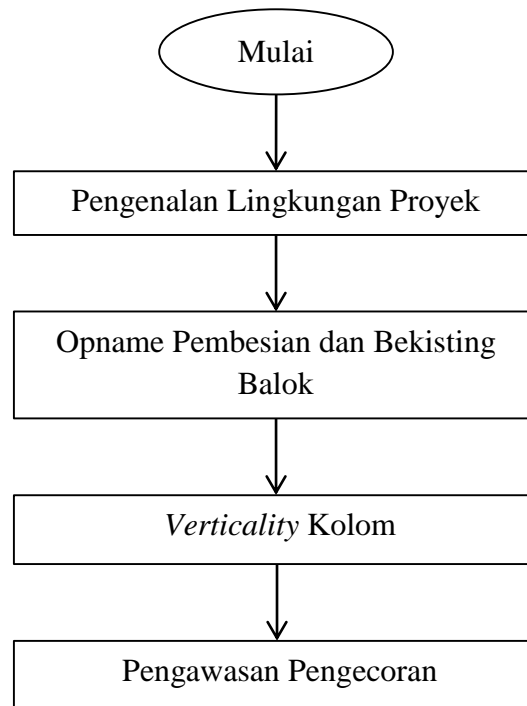 Mulai
Pengenalan Lingkungan Proyek
Opname Pembesian dan Bekisting
Balok
Verticality Kolom
Pengawasan Pengecoran